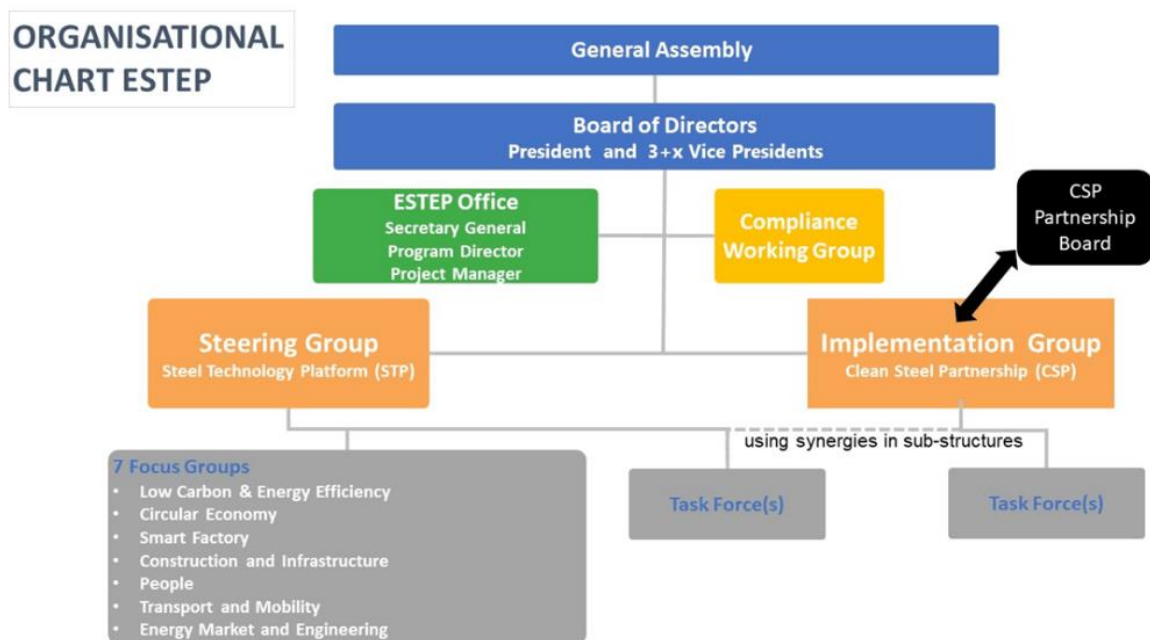 ORGANISATIONAL
CHART ESTEP
General Assembly
Board of Directors
President and 3+x Vice Presidents
ESTEP Office
Secretary General
Program Director
Project Manager
Compliance
Working Group
CSP
Partnership
Board
Steering Group
Steel Technology Platform (STP)
Implementation Group
Clean Steel Partnership (CSP)
using synergies in sub-structures
7 Focus Groups
• Low Carbon & Energy Efficiency
• Circular Economy
• Smart Factory
• Construction and Infrastructure
• People
• Transport and Mobility
• Energy Market and Engineering
Task Force(s)
Task Force(s)